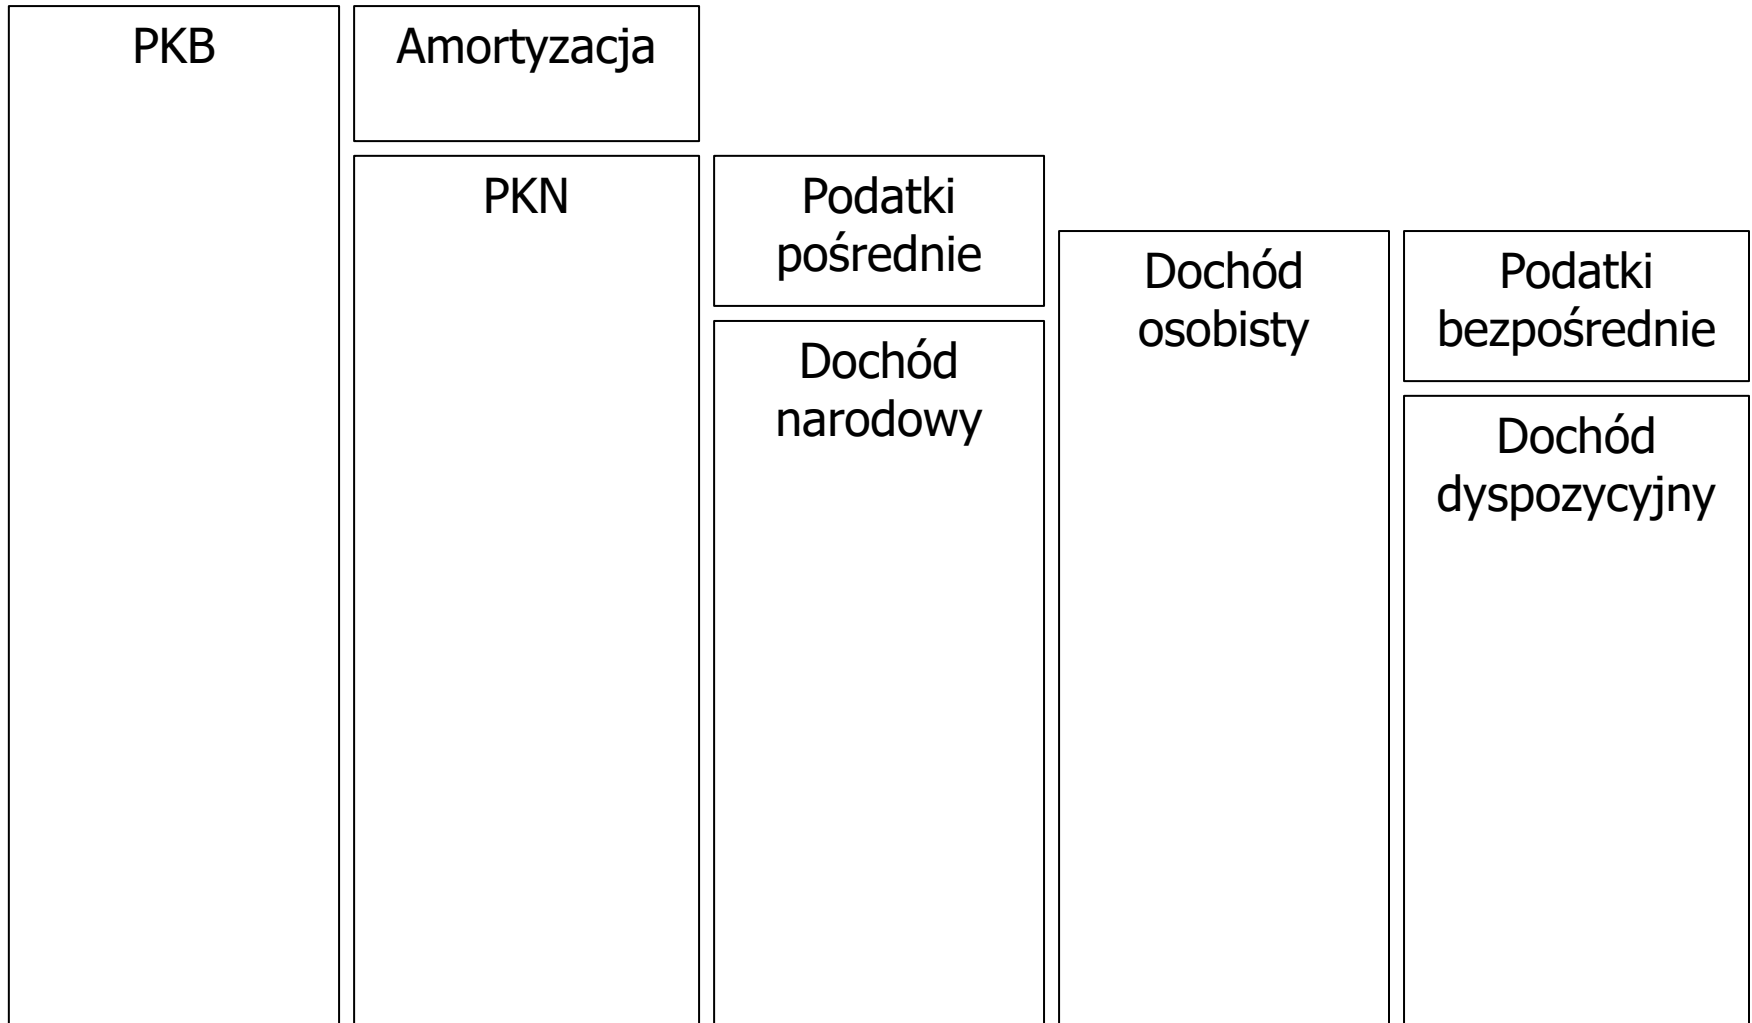 PKB
Amortyzacja
PKN
Podatki
pośrednie
Dochód
narodowy
Dochód
osobisty
Podatki
bezpośrednie
Dochód
dyspozycyjny